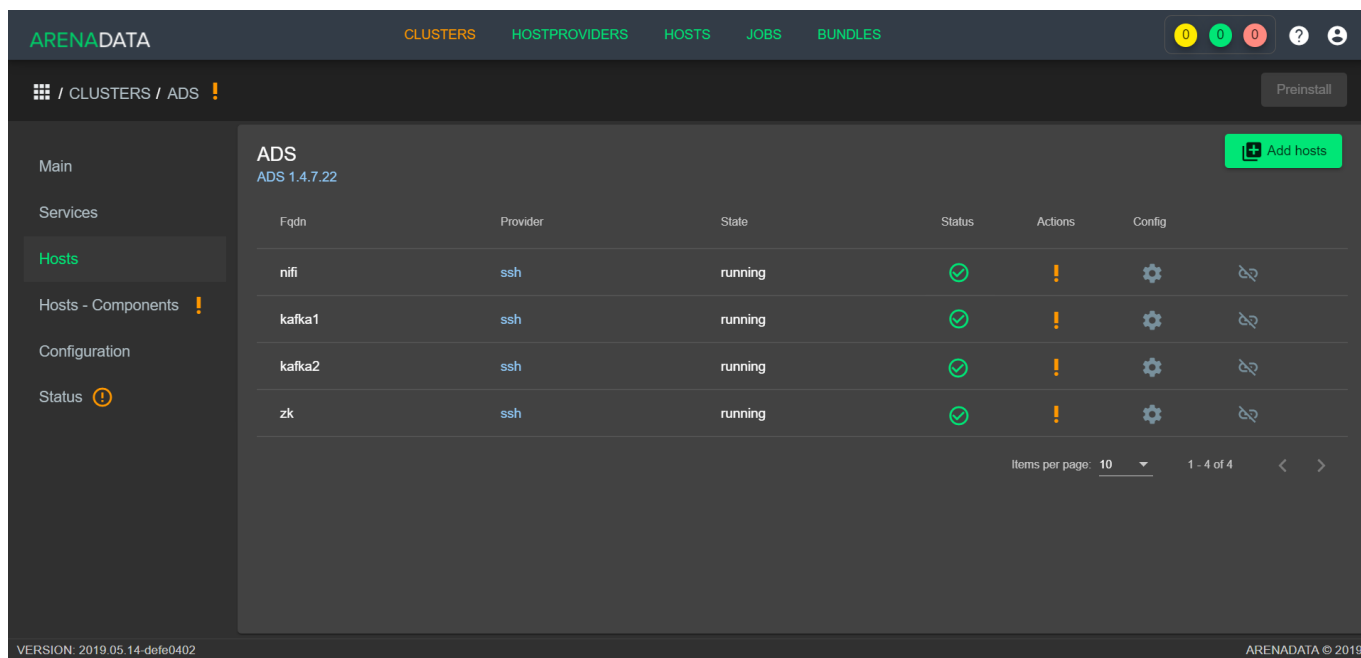 ARENADATA CLUSTERS HOSTPROVIDERS HOSTS JOBS BUNDLES 0 0 0 ?
/ CLUSTERS / ADS ! Preinstall
Main
Services
Hosts
Hosts - Components !
Configuration
Status !
ADS
ADS 1.4.7.22
Add hosts
Fqdn Provider State Status Actions Config
nifi ssh running !
kafka1 ssh running !
kafka2 ssh running !
zk ssh running !
Items per page: 10 1 - 4 of 4
VERSION: 2019.05.14-defe0402 ARENADATA © 2019